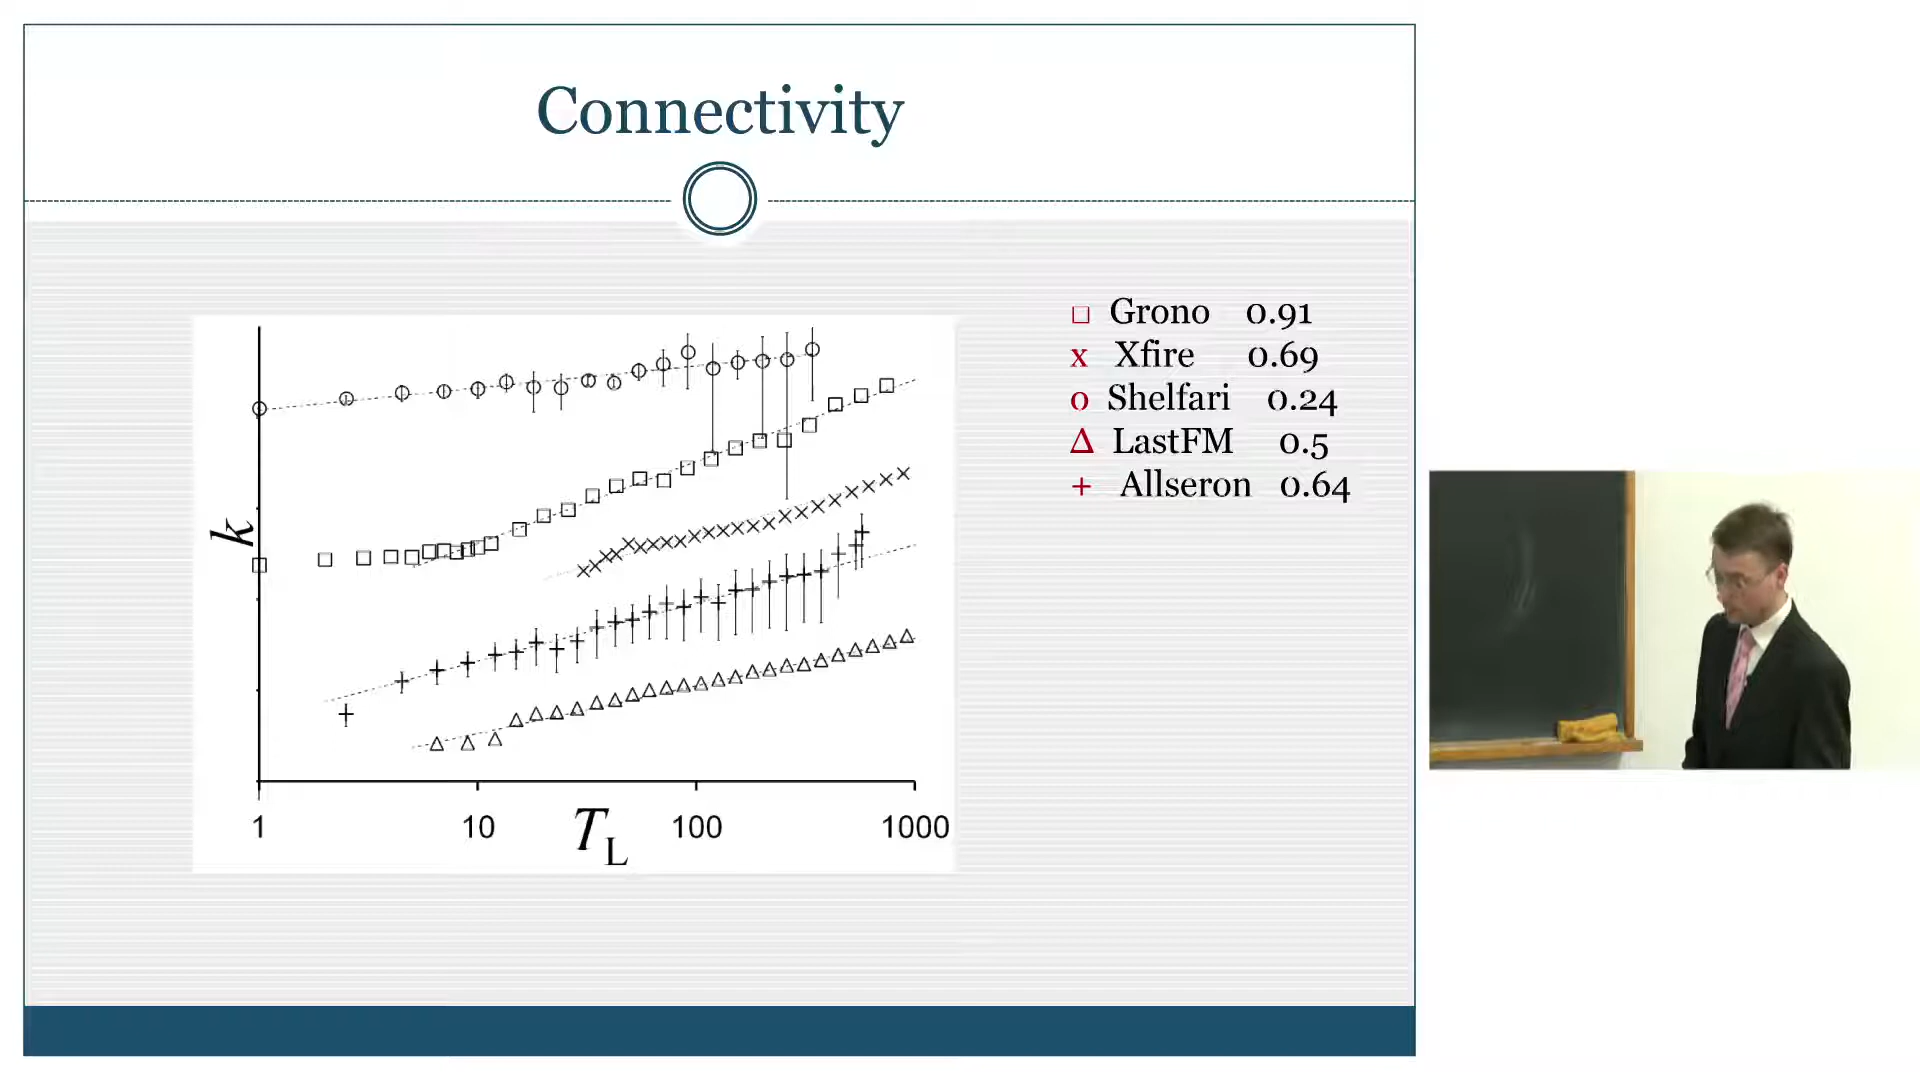 Connectivity
□ Grono 0.91
x Xfire 0.69
o Shelfari 0.24
Δ LastFM 0.5
+ Allseron 0.64
k
1 10 100 1000
T_L